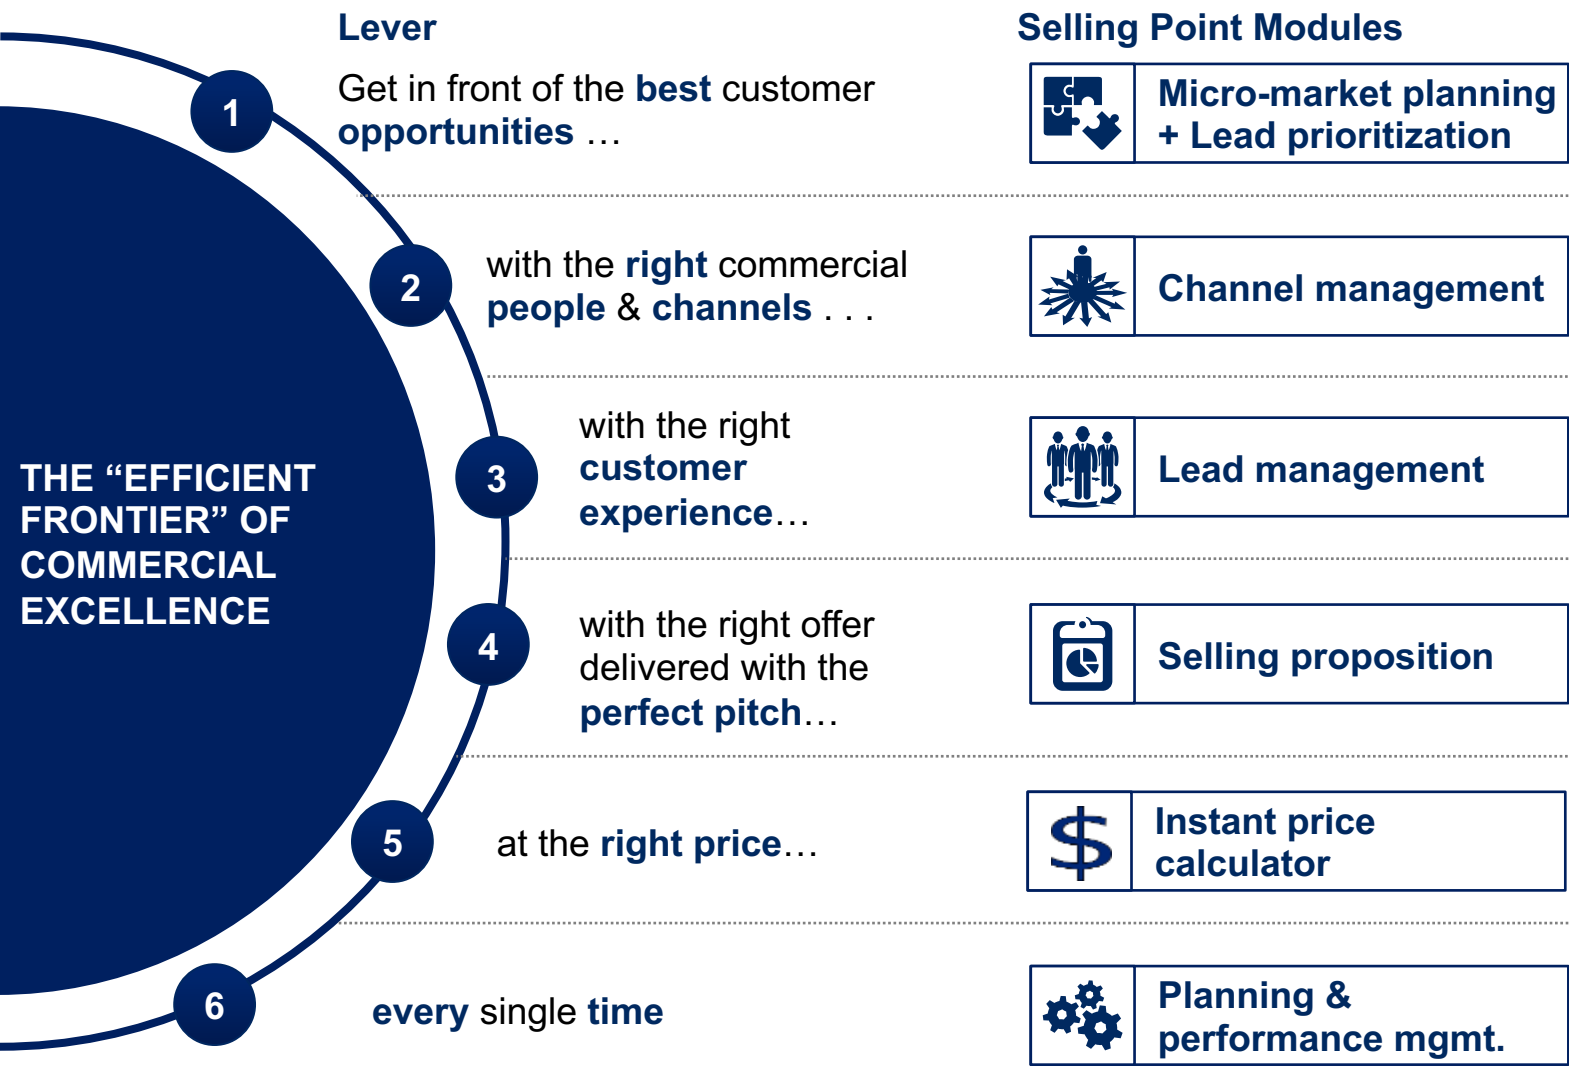 Lever
Selling Point Modules
THE “EFFICIENT
FRONTIER” OF
COMMERCIAL
EXCELLENCE
1
Get in front of the best customer
opportunities …
Micro-market planning
+ Lead prioritization
2
with the right commercial
people & channels . . .
Channel management
3
with the right
customer
experience…
Lead management
4
with the right offer
delivered with the
perfect pitch…
Selling proposition
5
at the right price…
$
Instant price
calculator
6
every single time
Planning &
performance mgmt.